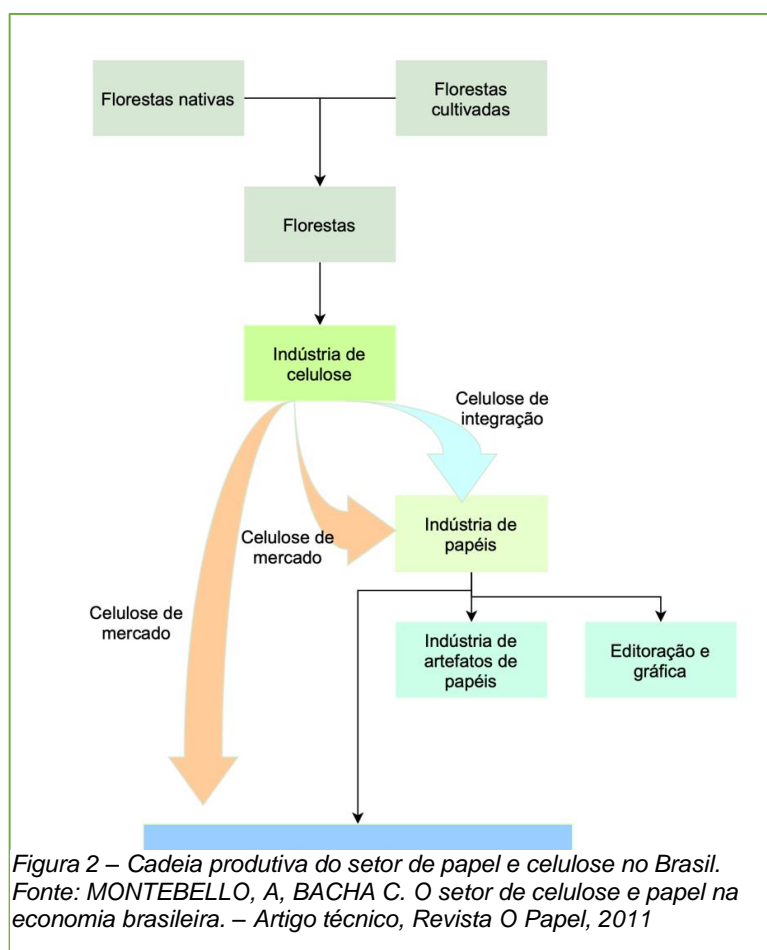 Florestas nativas
Florestas
cultivadas
Florestas
Indústria de
celulose
Celulose de
integração
Indústria de
papéis
Celulose de
mercado
Celulose de
mercado
Indústria de
artefatos de
papéis
Editoração e
gráfica
Figura 2 – Cadeia produtiva do setor de papel e celulose no Brasil.
Fonte: MONTEBELLO, A, BACHA C. O setor de celulose e papel na
economia brasileira. – Artigo técnico, Revista O Papel, 2011